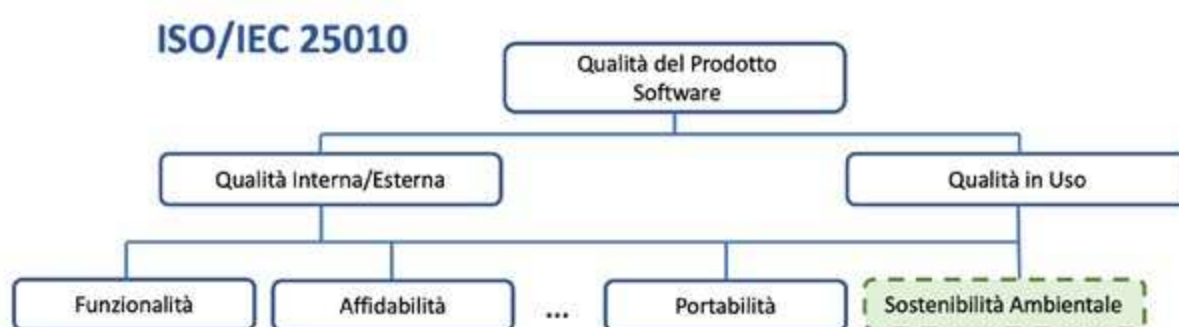 ISO/IEC 25010
Qualità del Prodotto
Software
Qualità Interna/Esterna
Qualità in Uso
Funzionalità
Affidabilità
...
Portabilità
Sostenibilità Ambientale